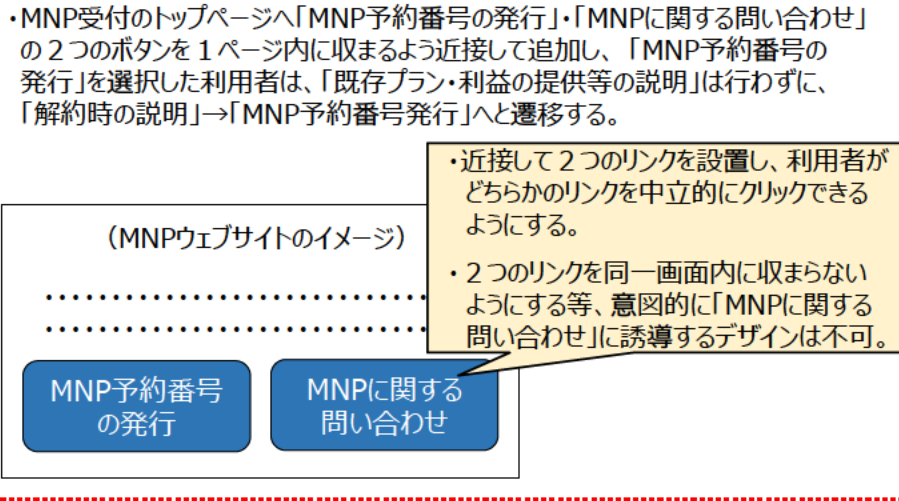 ・MNP受付のトップページへ「MNP予約番号の発行」・「MNPに関する問い合わせ」
の２つのボタンを１ページ内に収まるよう近接して追加し、「MNP予約番号の
発行」を選択した利用者は、「既存プラン・利益の提供等の説明」は行わずに、
「解約時の説明」→「MNP予約番号発行」へと遷移する。
・近接して２つのリンクを設置し、利用者が
どちらかのリンクを中立的にクリックできる
ようにする。
・２つのリンクを同一画面内に収まらない
ようにする等、意図的に「MNPに関する
問い合わせ」に誘導するデザインは不可。
（MNPウェブサイトのイメージ）
MNP予約番号
の発行
MNPに関する
問い合わせ